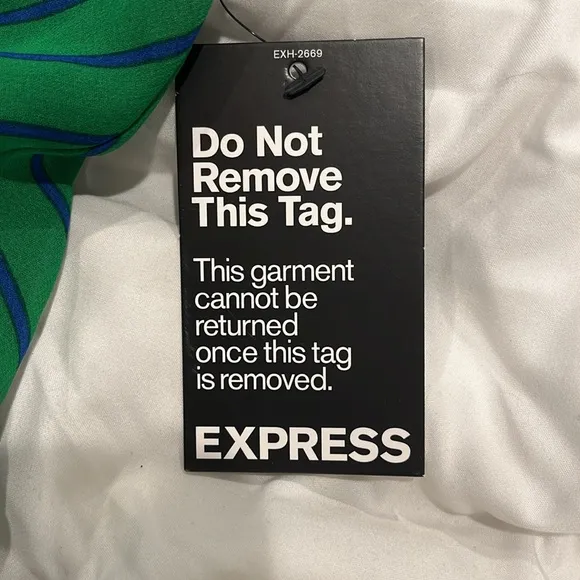 EXH-2669
Do Not
Remove
This Tag.
This garment
cannot be
returned
once this tag
is removed.
EXPRESS